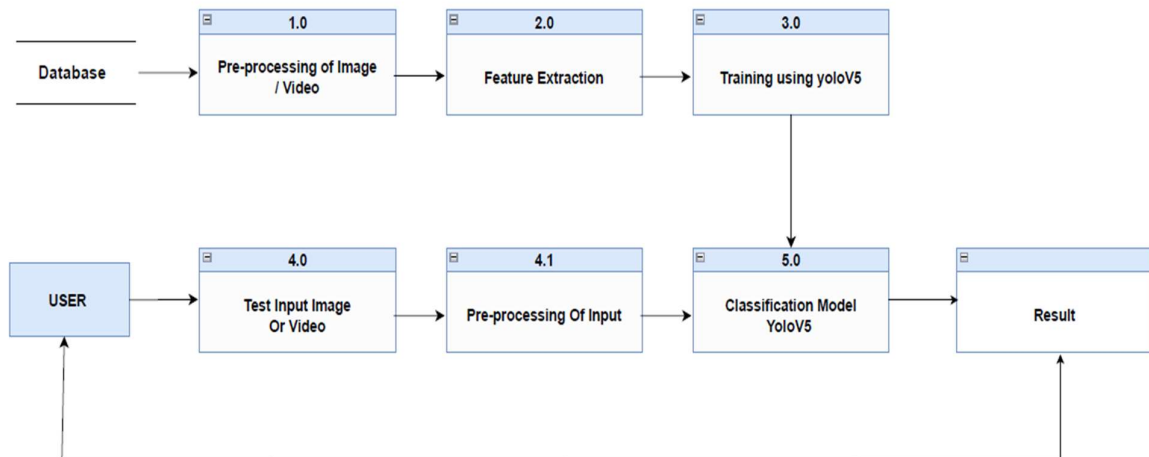 1.0
2.0
3.0
Database
Pre-processing of Image
/ Video
Feature Extraction
Training using yoloV5
4.0
4.1
5.0
USER
Test Input Image
Or Video
Pre-processing Of Input
Classification Model
YoloV5
Result